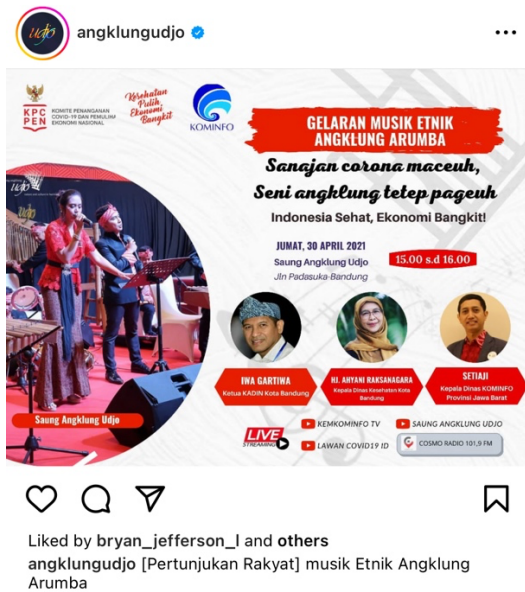 angklungudjo
udjo
KPC
PEN
KOMITE PENANGANAN
COVID-19 DAN PEMULIHAN
EKONOMI NASIONAL
Kesehatan
Pulih,
Ekonomi
Bangkit
KOMINFO
GELARAN MUSIK ETNIK
ANGKLUNG ARUMBA
Sanajan corona maceuh,
Seni angklung tetep pageuh
Indonesia Sehat, Ekonomi Bangkit!
JUMAT, 30 APRIL 2021
Saung Angklung Udjo
Jln Padasuka-Bandung
15.00 s.d 16.00
udjo
IWA GARTIWA
Ketua KADIN Kota Bandung
HJ. AHYANI RAKSANAGARA
Kepala Dinas Kesehatan Kota
Bandung
SETIAJI
Kepala Dinas KOMINFO
Provinsi Jawa Barat
Saung Angklung Udjo
LIVE
STREAMING
KEMKOMINFO TV
SAUNG ANGKLUNG UDJO
LAWAN COVID19 ID
COSMO RADIO 101,9 FM
Liked by bryan_jefferson_l and others
angklungudjo [Pertunjukan Rakyat] musik Etnik Angklung
Arumba